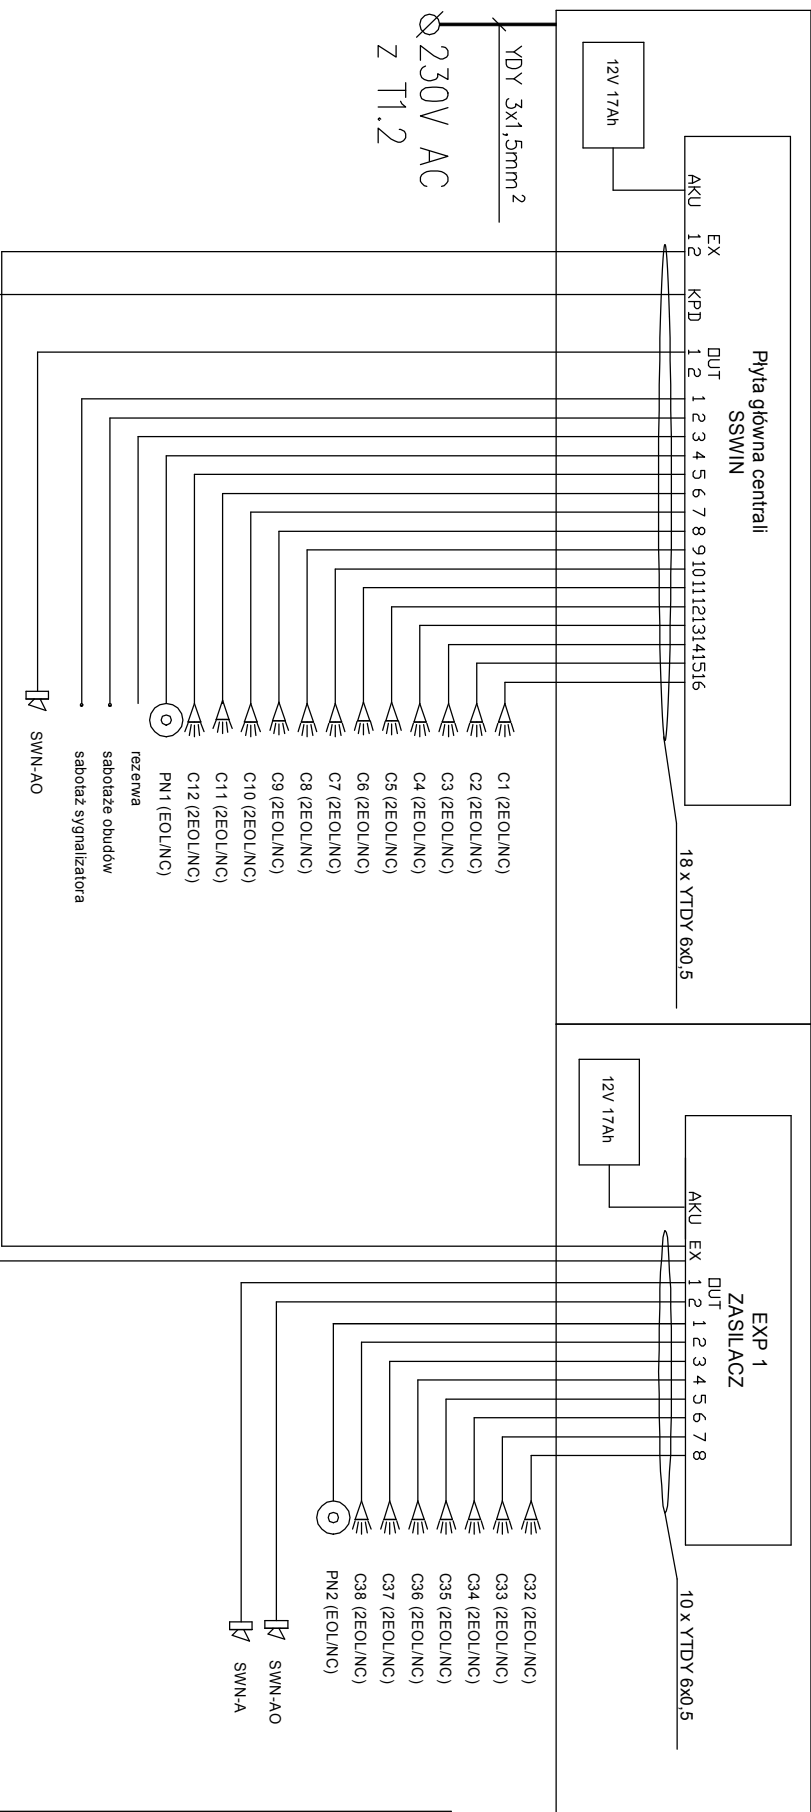 Płyta główna centrali
SSWIN
12V 17Ah
AKU
EX
1 2
KPD
OUT
1 2
1 2 3 4 5 6 7 8 9 10 11 12 13 14 15 16
18 x YTDY 6x0,5
YDY 3x1,5mm²
230V AC
z T1.2
C1 (2EOL/NC)
C2 (2EOL/NC)
C3 (2EOL/NC)
C4 (2EOL/NC)
C5 (2EOL/NC)
C6 (2EOL/NC)
C7 (2EOL/NC)
C8 (2EOL/NC)
C9 (2EOL/NC)
C10 (2EOL/NC)
C11 (2EOL/NC)
C12 (2EOL/NC)
PN1 (EOL/NC)
rezerwa
sabotaże obudów
sabotaż sygnalizatora
SWN-AO
EXP 1
ZASILACZ
12V 17Ah
AKU
EX
OUT
1 2
1 2 3 4 5 6 7 8
10 x YTDY 6x0,5
C32 (2EOL/NC)
C33 (2EOL/NC)
C34 (2EOL/NC)
C35 (2EOL/NC)
C36 (2EOL/NC)
C37 (2EOL/NC)
C38 (2EOL/NC)
PN2 (EOL/NC)
SWN-AO
SWN-A